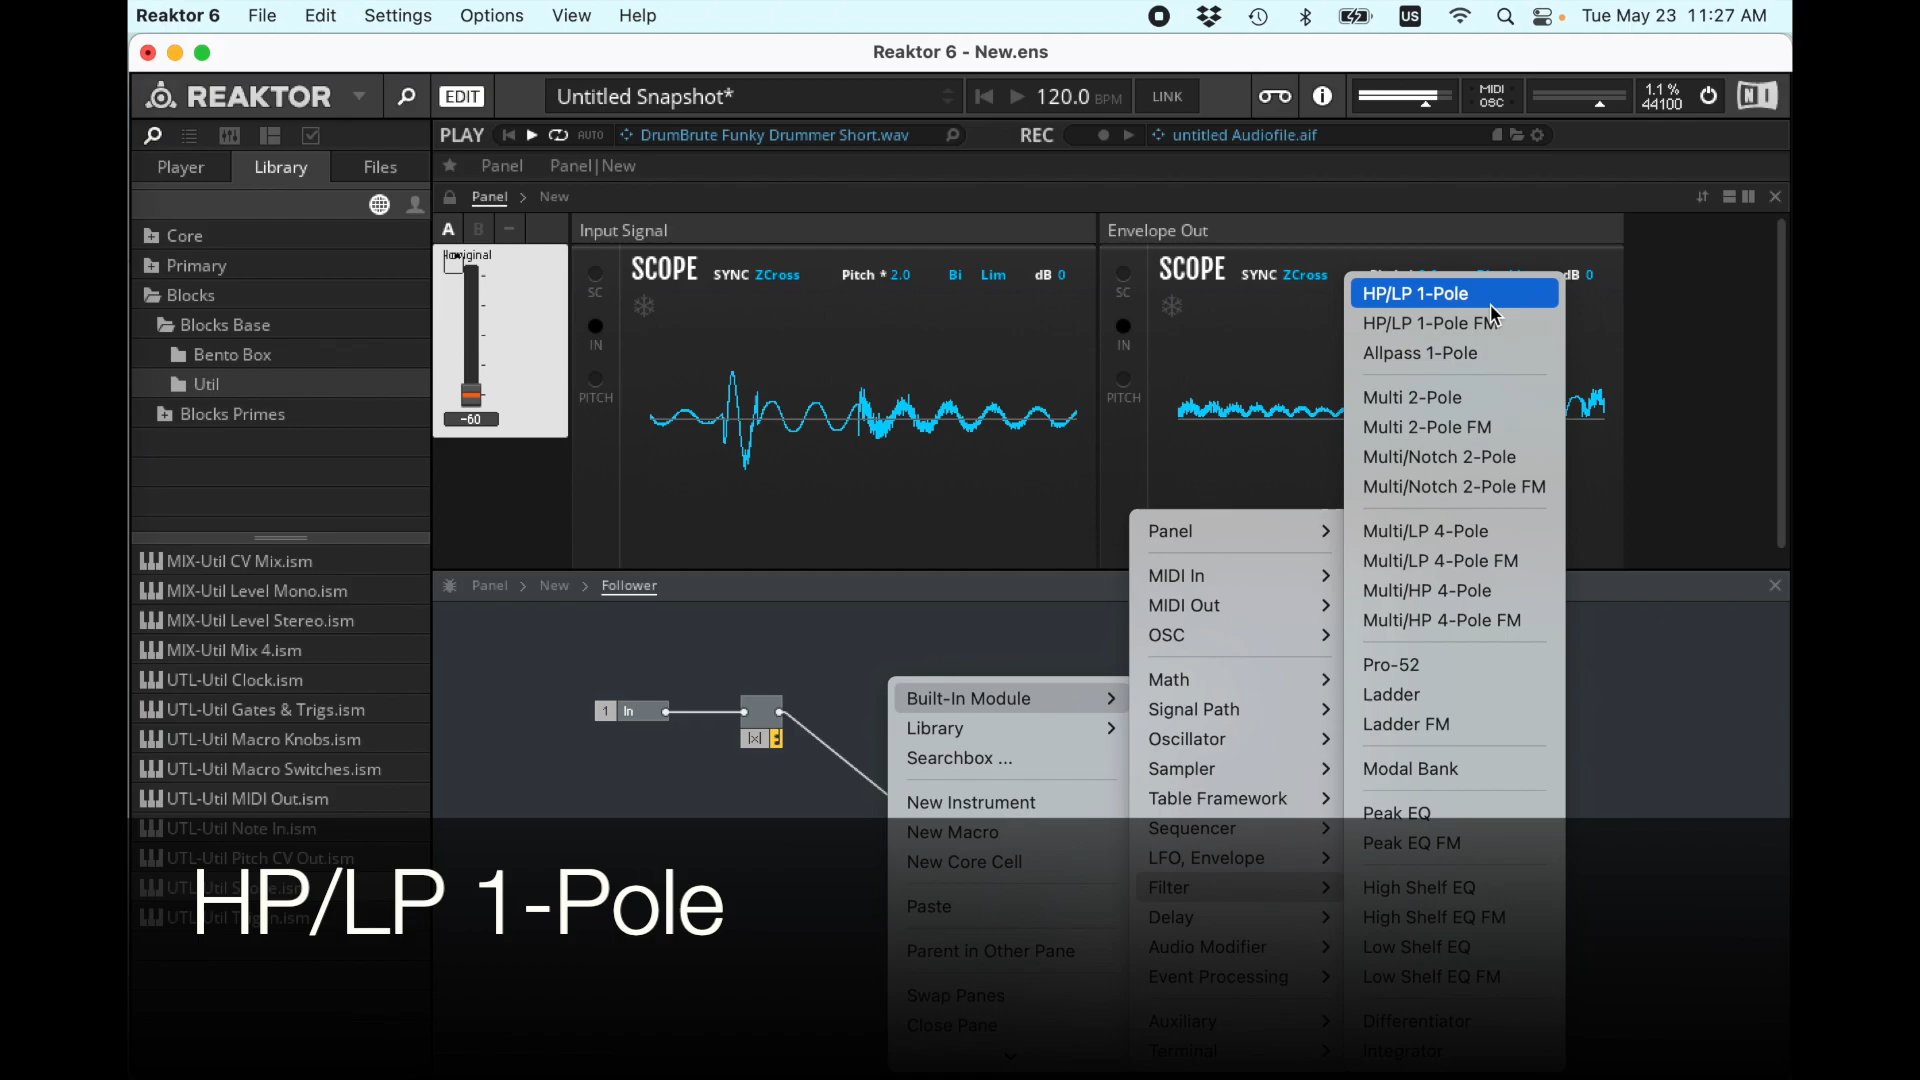 Reaktor 6 File Edit Settings Options View Help US Tue May 23 11:27 AM
Reaktor 6 - New.ens
REAKTOR EDIT Untitled Snapshot* 120.0 BPM LINK MIDI OSC 1.1 % 44100 NI
PLAY AUTO DrumBrute Funky Drummer Short.wav REC untitled Audiofile.aif
Player Library Files
Panel Panel|New
Panel > New
A B
Input Signal
Envelope Out
Core
Primary
Blocks
Blocks Base
Bento Box
Util
Blocks Primes
-60
SCOPE SYNC ZCross Pitch * 2.0 Bi Lim dB 0
SC
IN
PITCH
SCOPE SYNC ZCross dB 0
SC
IN
PITCH
MIX-Util CV Mix.ism
MIX-Util Level Mono.ism
MIX-Util Level Stereo.ism
MIX-Util Mix 4.ism
UTL-Util Clock.ism
UTL-Util Gates & Trigs.ism
UTL-Util Macro Knobs.ism
UTL-Util Macro Switches.ism
UTL-Util MIDI Out.ism
UTL-Util Note In.ism
UTL-Util Pitch CV Out.ism
Panel > New > Follower
1 In
|x|
Built-In Module
Library
Searchbox ...
New Instrument
New Macro
New Core Cell
Paste
Parent in Other Pane
Swap Panes
Close Pane
Panel
MIDI In
MIDI Out
OSC
Math
Signal Path
Oscillator
Sampler
Table Framework
Sequencer
LFO, Envelope
Filter
Delay
Audio Modifier
Event Processing
Auxiliary
Terminal
HP/LP 1-Pole
HP/LP 1-Pole FM
Allpass 1-Pole
Multi 2-Pole
Multi 2-Pole FM
Multi/Notch 2-Pole
Multi/Notch 2-Pole FM
Multi/LP 4-Pole
Multi/LP 4-Pole FM
Multi/HP 4-Pole
Multi/HP 4-Pole FM
Pro-52
Ladder
Ladder FM
Modal Bank
Peak EQ
Peak EQ FM
High Shelf EQ
High Shelf EQ FM
Low Shelf EQ
Low Shelf EQ FM
Differentiator
Integrator
HP/LP 1-Pole